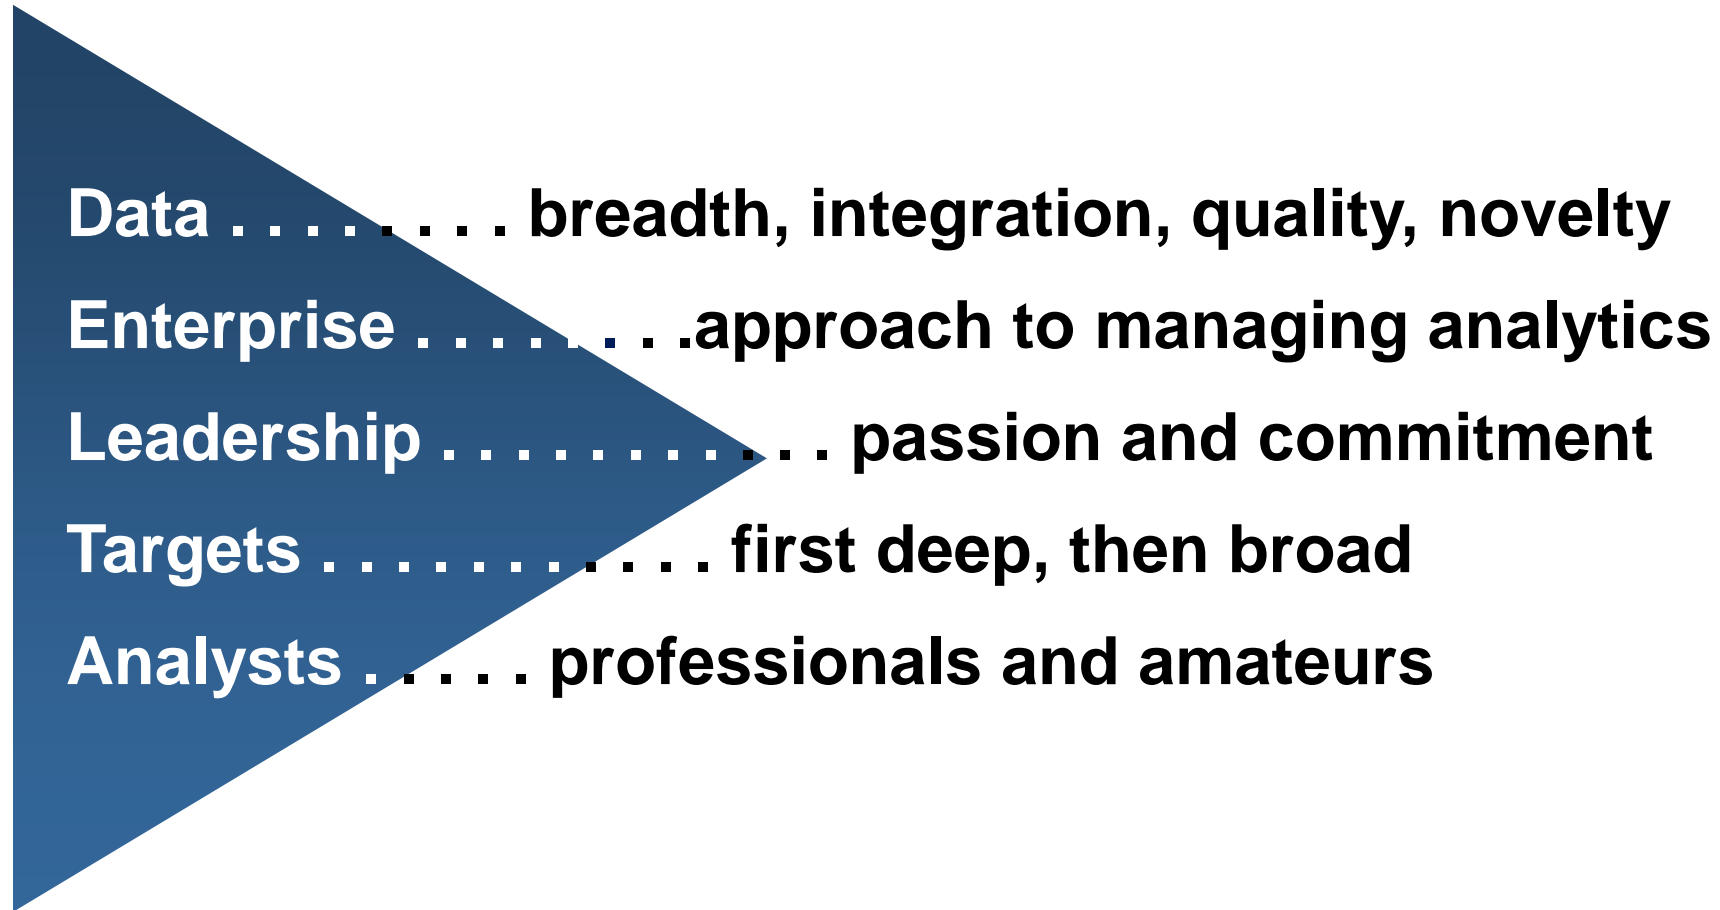 Data . . . . . . . . breadth, integration, quality, novelty
Enterprise . . . . . . . .approach to managing analytics
Leadership . . . . . . . . . . . passion and commitment
Targets . . . . . . . . . . . first deep, then broad
Analysts . . . . . professionals and amateurs